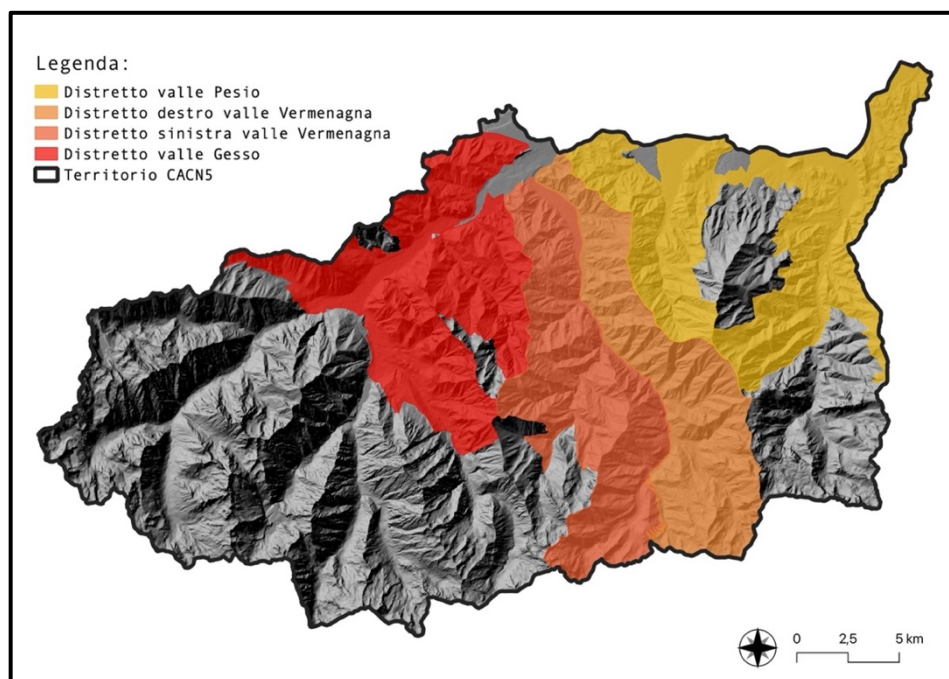 Legenda:
Distretto valle Pesio
Distretto destro valle Vermenagna
Distretto sinistra valle Vermenagna
Distretto valle Gesso
Territorio CACN5
0 2,5 5 km